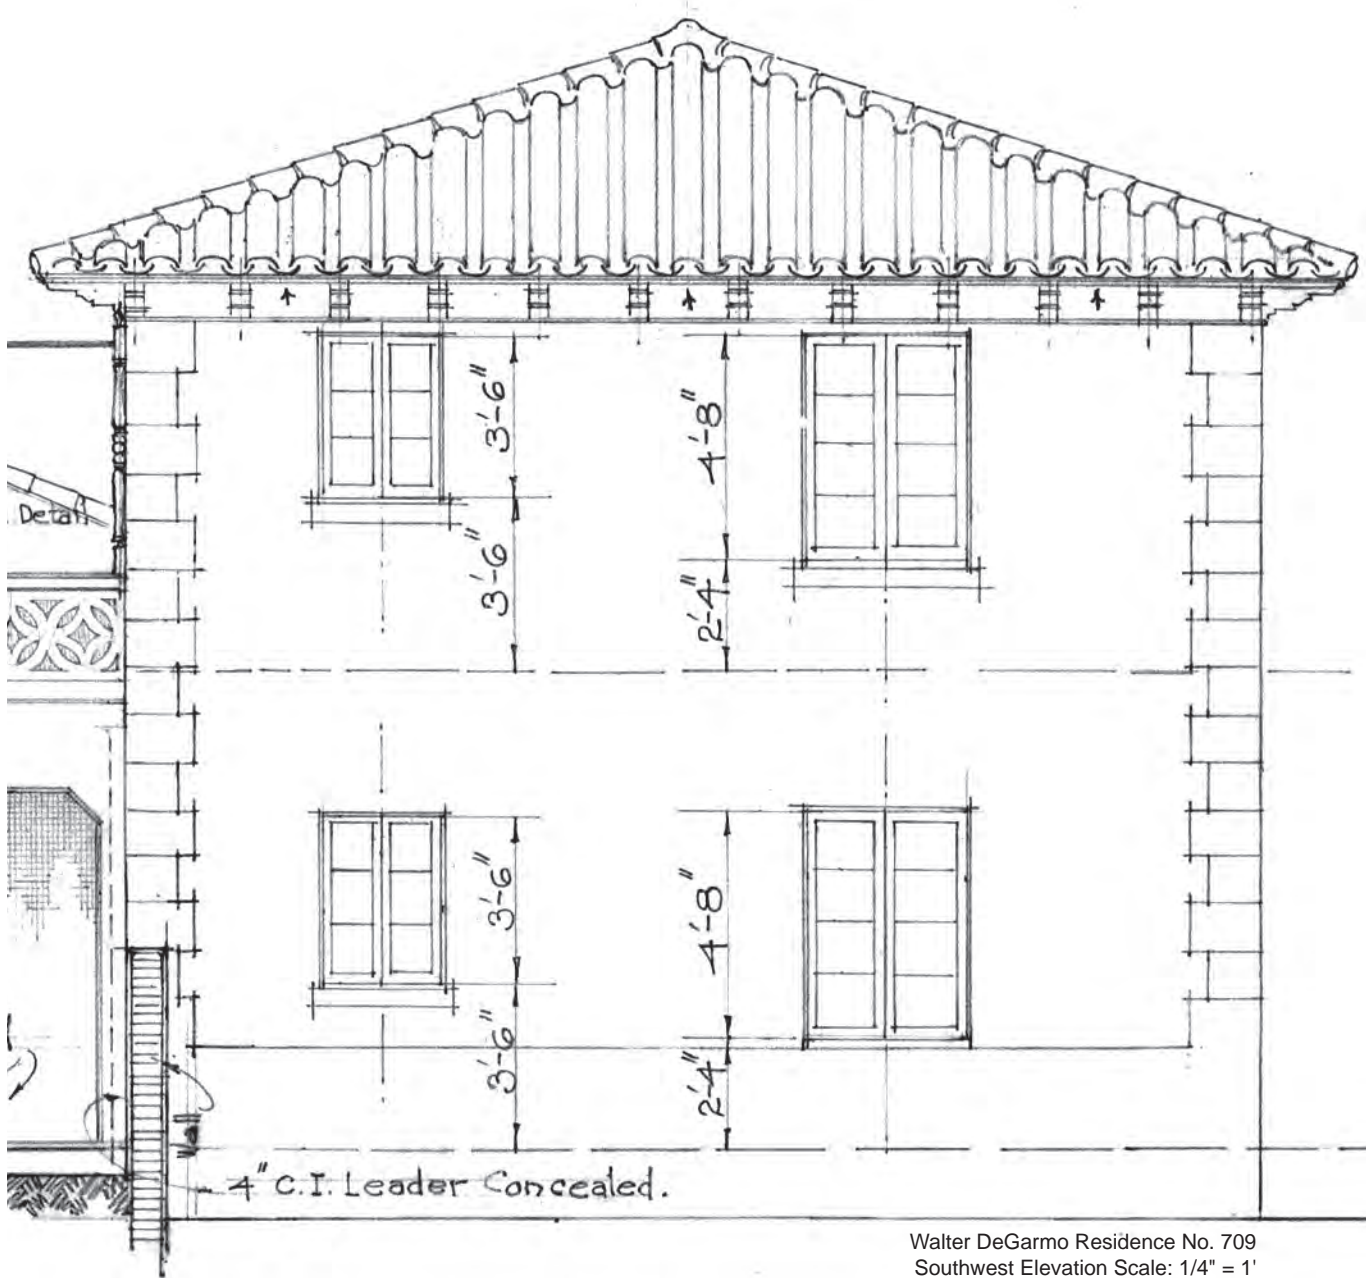 3'-6"
4'-8"
Detail
3'-6"
2'-4"
3'-6"
4'-8"
3'-6"
2'-4"
Wall
4" C.I. Leader Concealed.
Walter DeGarmo Residence No. 709
Southwest Elevation Scale: 1/4" = 1'